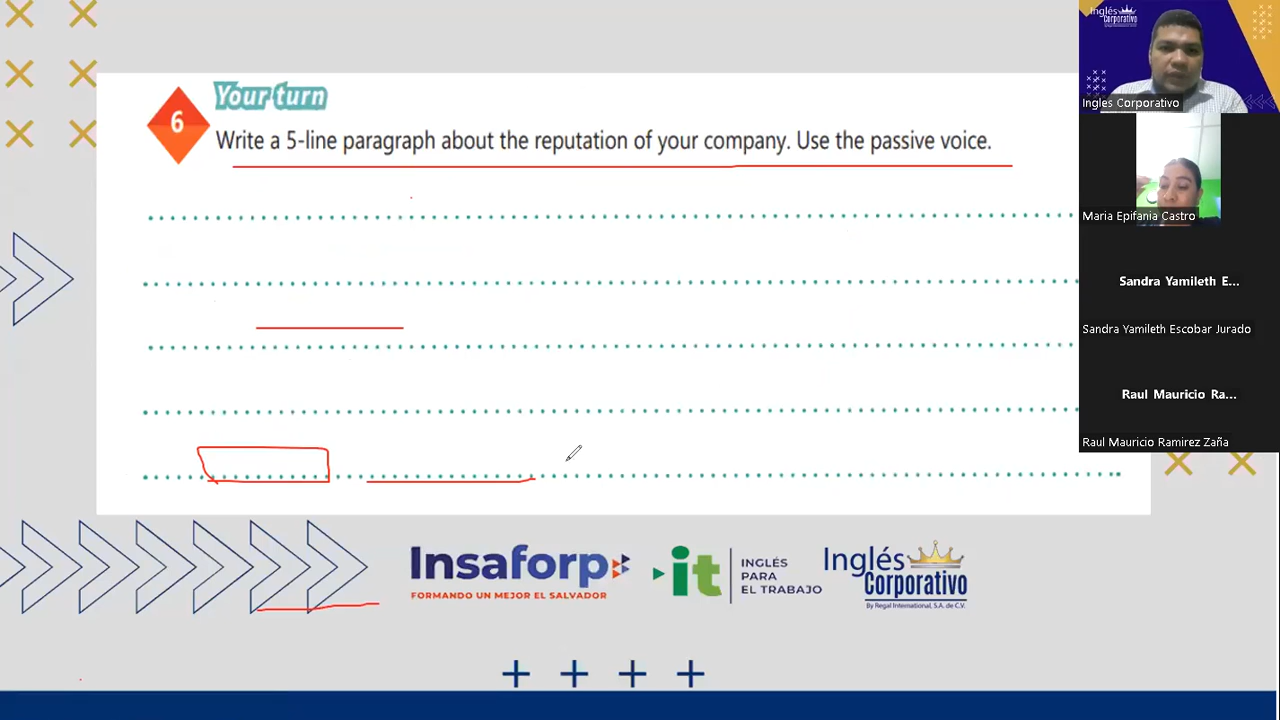 Your turn
6
Write a 5-line paragraph about the reputation of your company. Use the passive voice.
Insaforp
FORMANDO UN MEJOR EL SALVADOR
it
INGLÉS
PARA
EL TRABAJO
Inglés
Corporativo
By Regal International, S.A. de C.V.
Inglés
Corporativo
Ingles Corporativo
Maria Epifania Castro
Sandra Yamileth E...
Sandra Yamileth Escobar Jurado
Raul Mauricio Ra...
Raul Mauricio Ramirez Zaña